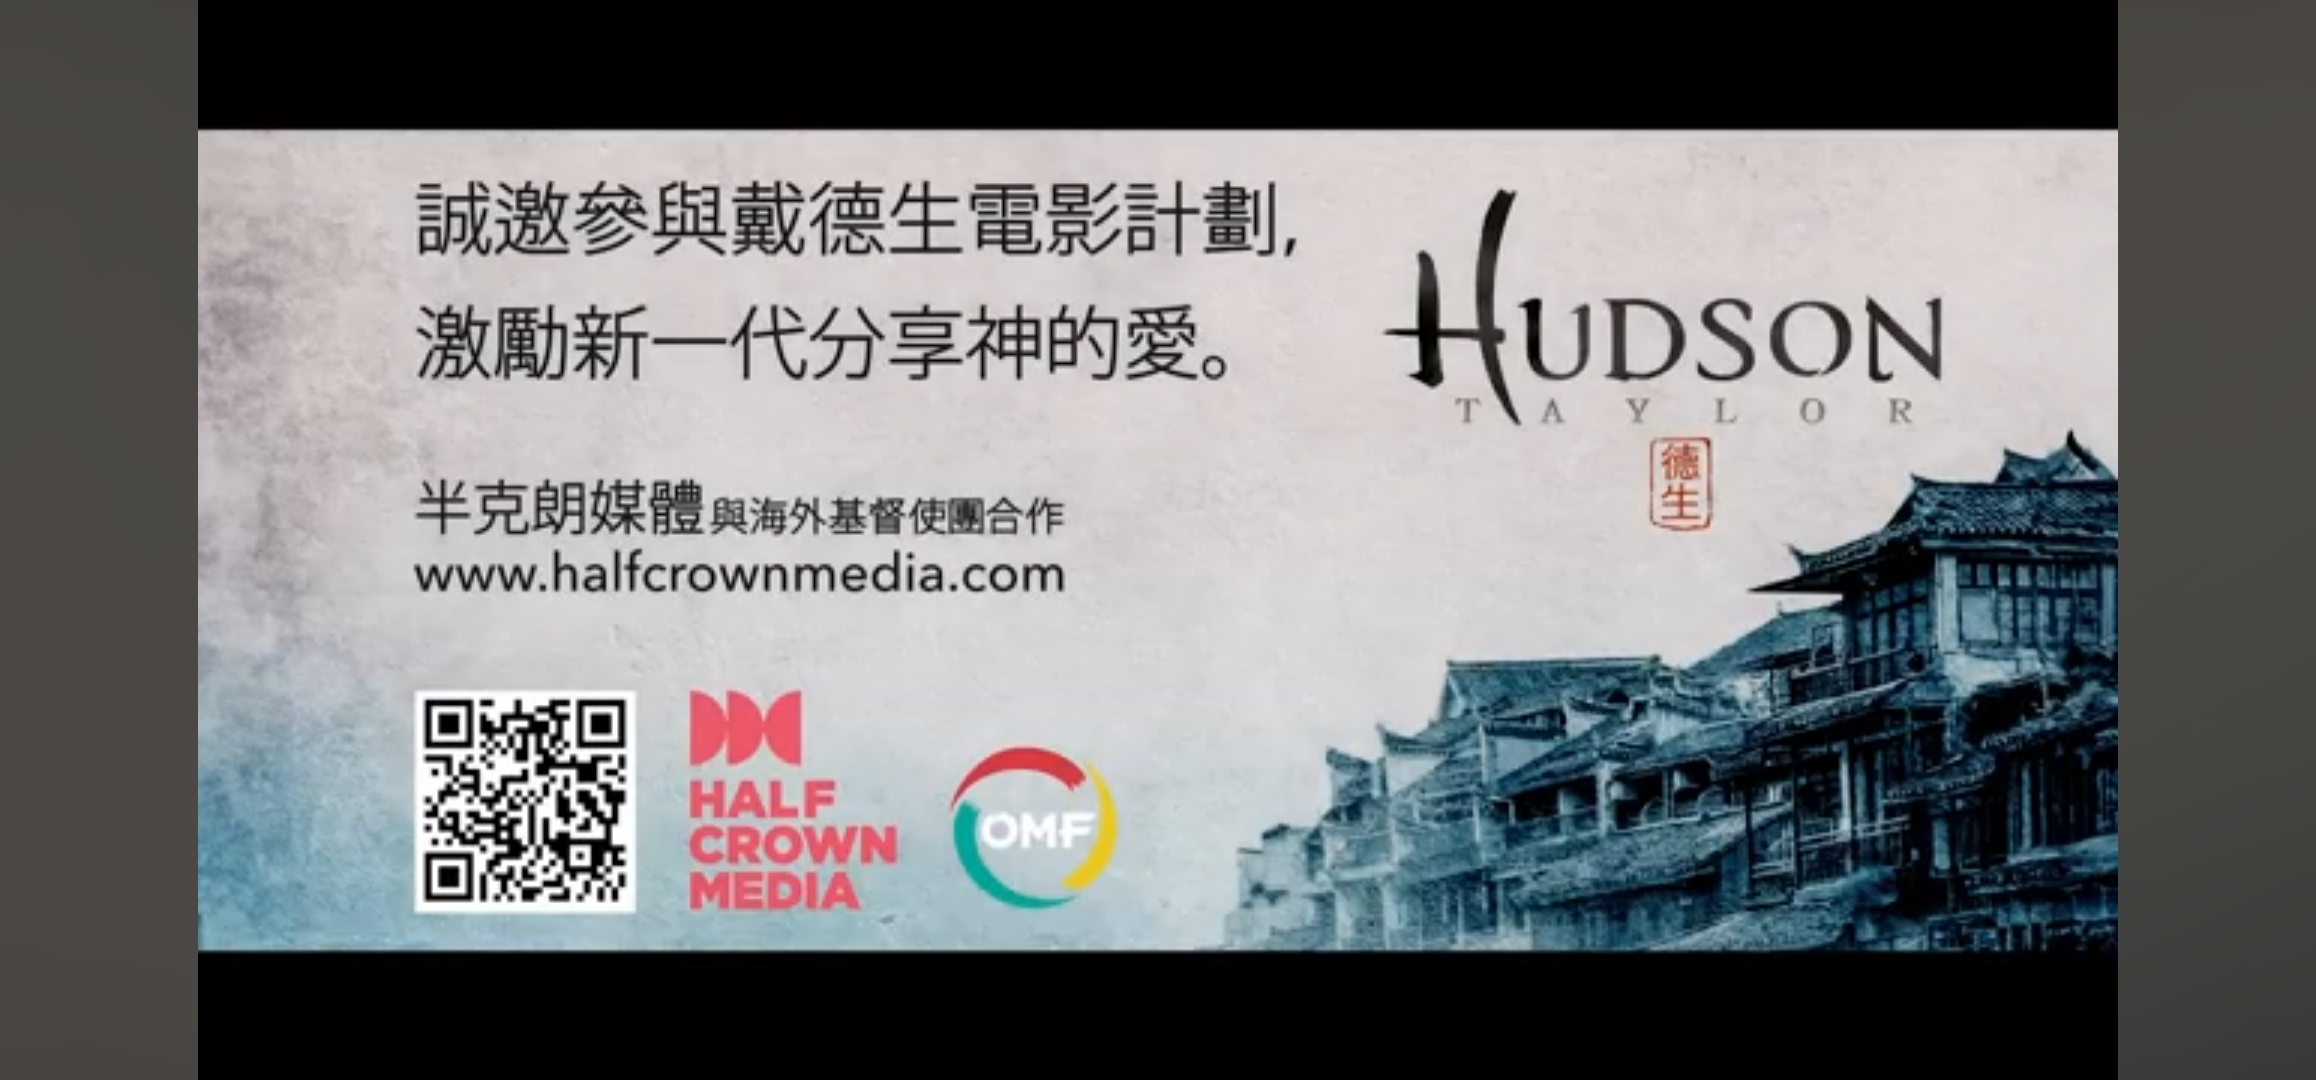 誠邀參與戴德生電影計劃,
激勵新一代分享神的愛。
半克朗媒體與海外基督使團合作
www.halfcrownmedia.com
HALF
CROWN
MEDIA
OMF
HUDSON
TAYLOR
德
生